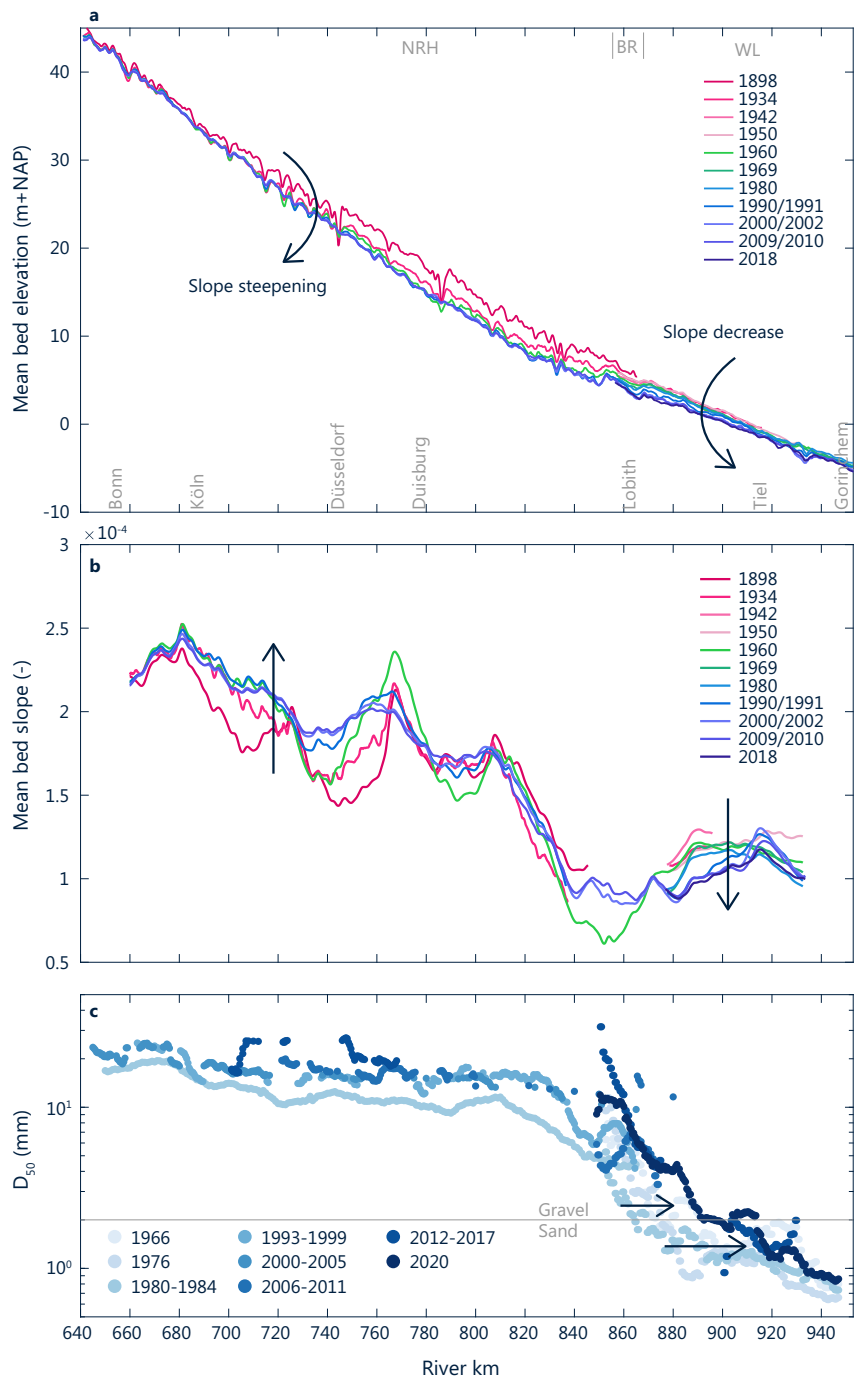 a
NRH
BR
WL
40
30
20
10
0
-10
Mean bed elevation (m+NAP)
1898
1934
1942
1950
1960
1969
1980
1990/1991
2000/2002
2009/2010
2018
Slope steepening
Slope decrease
Bonn
Köln
Düsseldorf
Duisburg
Lobith
Tiel
Gorinchem
×10⁻⁴
b
3
2.5
2
1.5
1
0.5
Mean bed slope (-)
1898
1934
1942
1950
1960
1969
1980
1990/1991
2000/2002
2009/2010
2018
c
10¹
10⁰
D₅₀ (mm)
Gravel
Sand
1966
1976
1980-1984
1993-1999
2000-2005
2006-2011
2012-2017
2020
640 660 680 700 720 740 760 780 800 820 840 860 880 900 920 940
River km